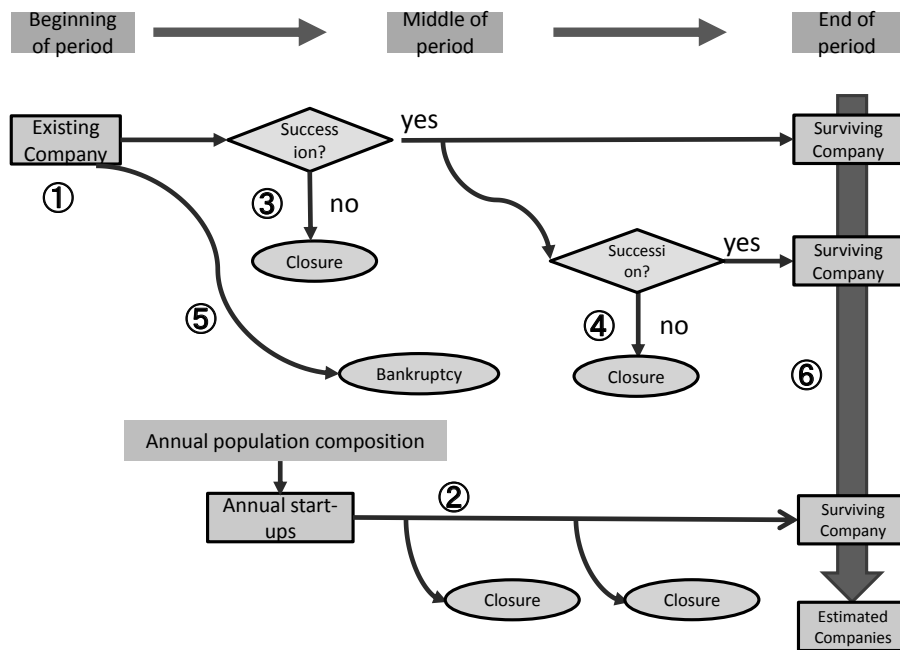 Beginning
of period
Middle of
period
End of
period
Existing
Company
①
Success
ion?
yes
Surviving
Company
③
no
Closure
Successi
on?
yes
Surviving
Company
④
no
Closure
⑤
Bankruptcy
⑥
Annual population composition
Annual start-
ups
②
Surviving
Company
Closure
Closure
Estimated
Companies